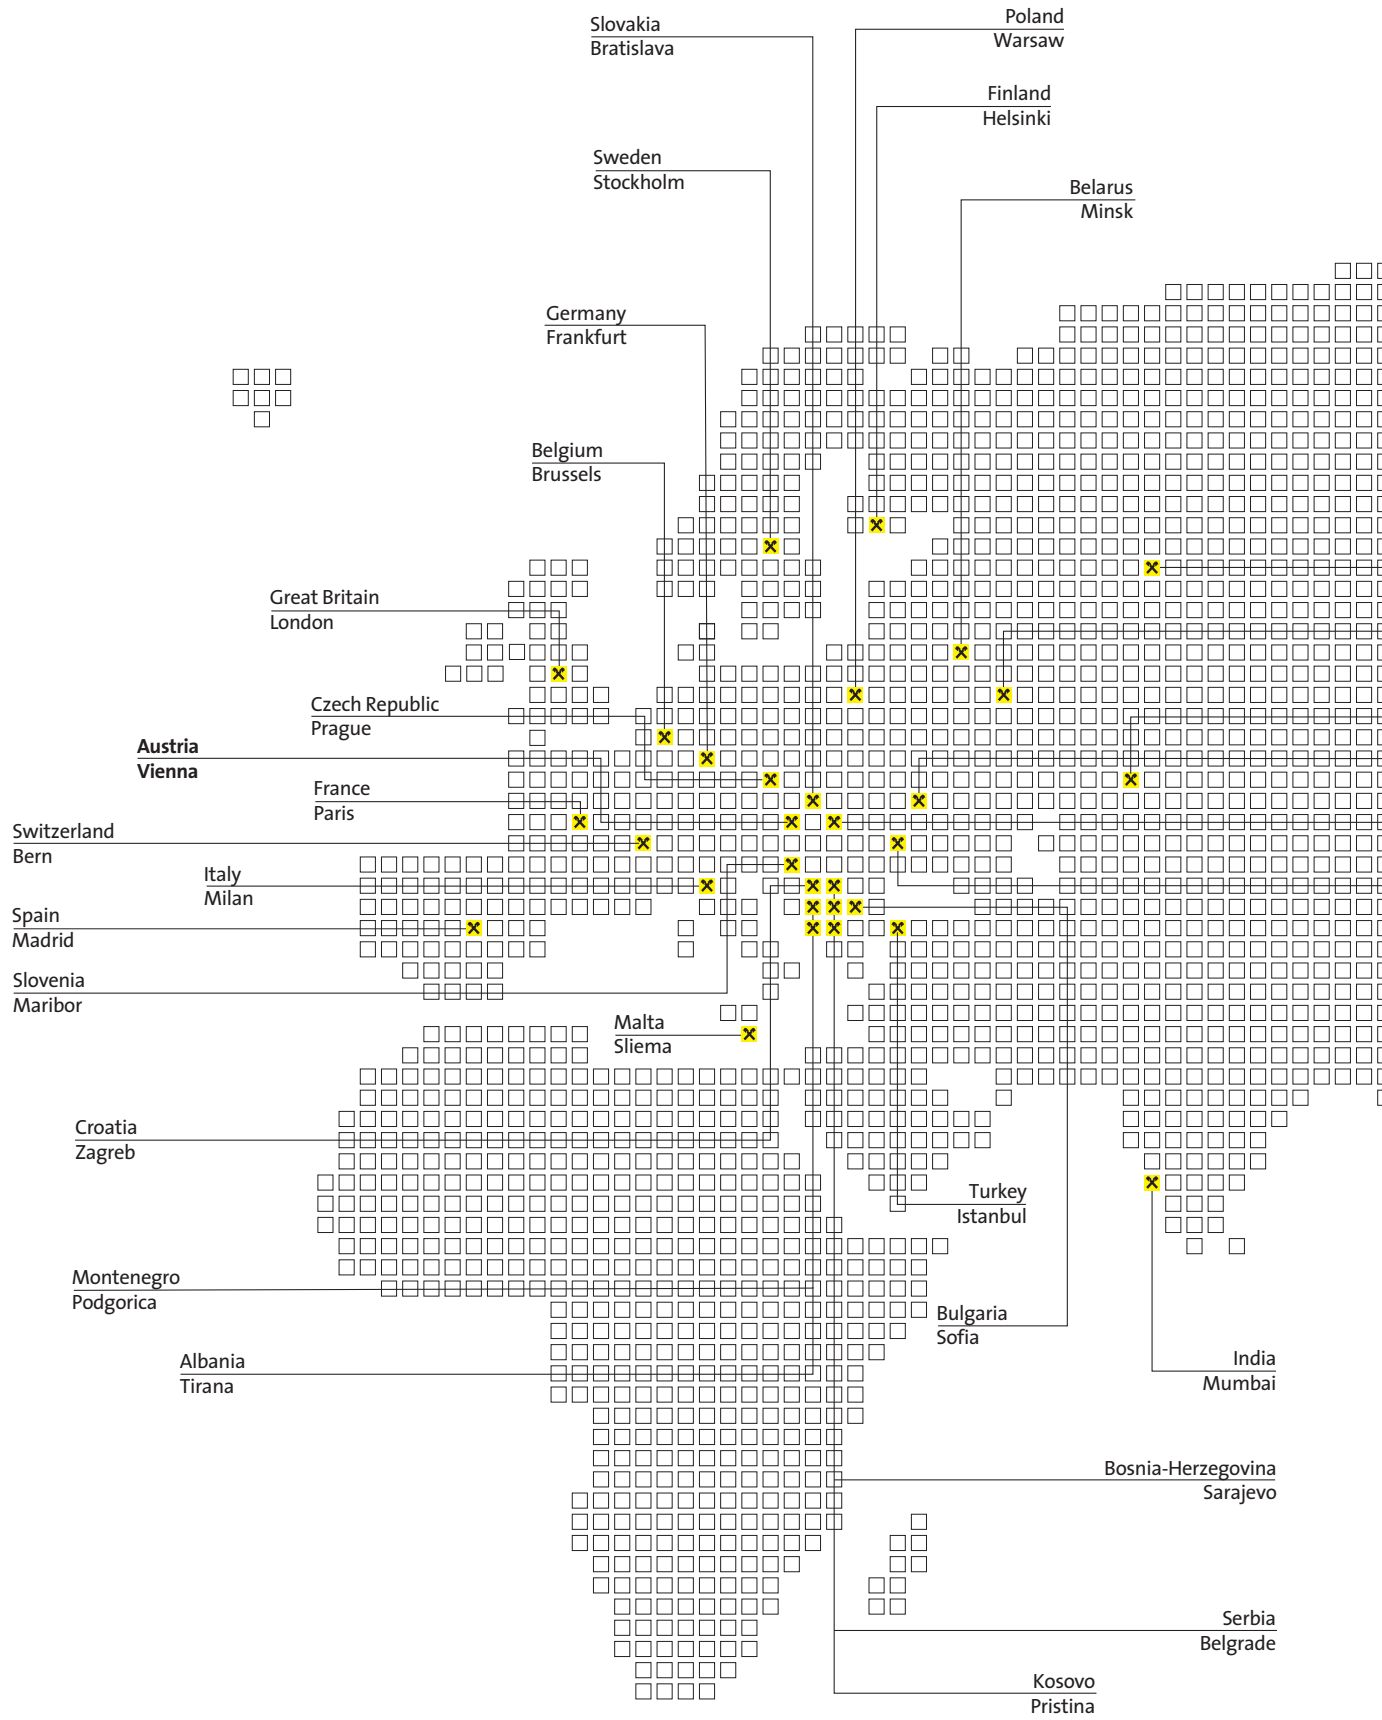 Poland
Warsaw
Slovakia
Bratislava
Finland
Helsinki
Sweden
Stockholm
Belarus
Minsk
Germany
Frankfurt
Belgium
Brussels
Great Britain
London
Czech Republic
Prague
Austria
Vienna
France
Paris
Switzerland
Bern
Italy
Milan
Spain
Madrid
Slovenia
Maribor
Malta
Sliema
Croatia
Zagreb
Turkey
Istanbul
Montenegro
Podgorica
Bulgaria
Sofia
Albania
Tirana
India
Mumbai
Bosnia-Herzegovina
Sarajevo
Serbia
Belgrade
Kosovo
Pristina